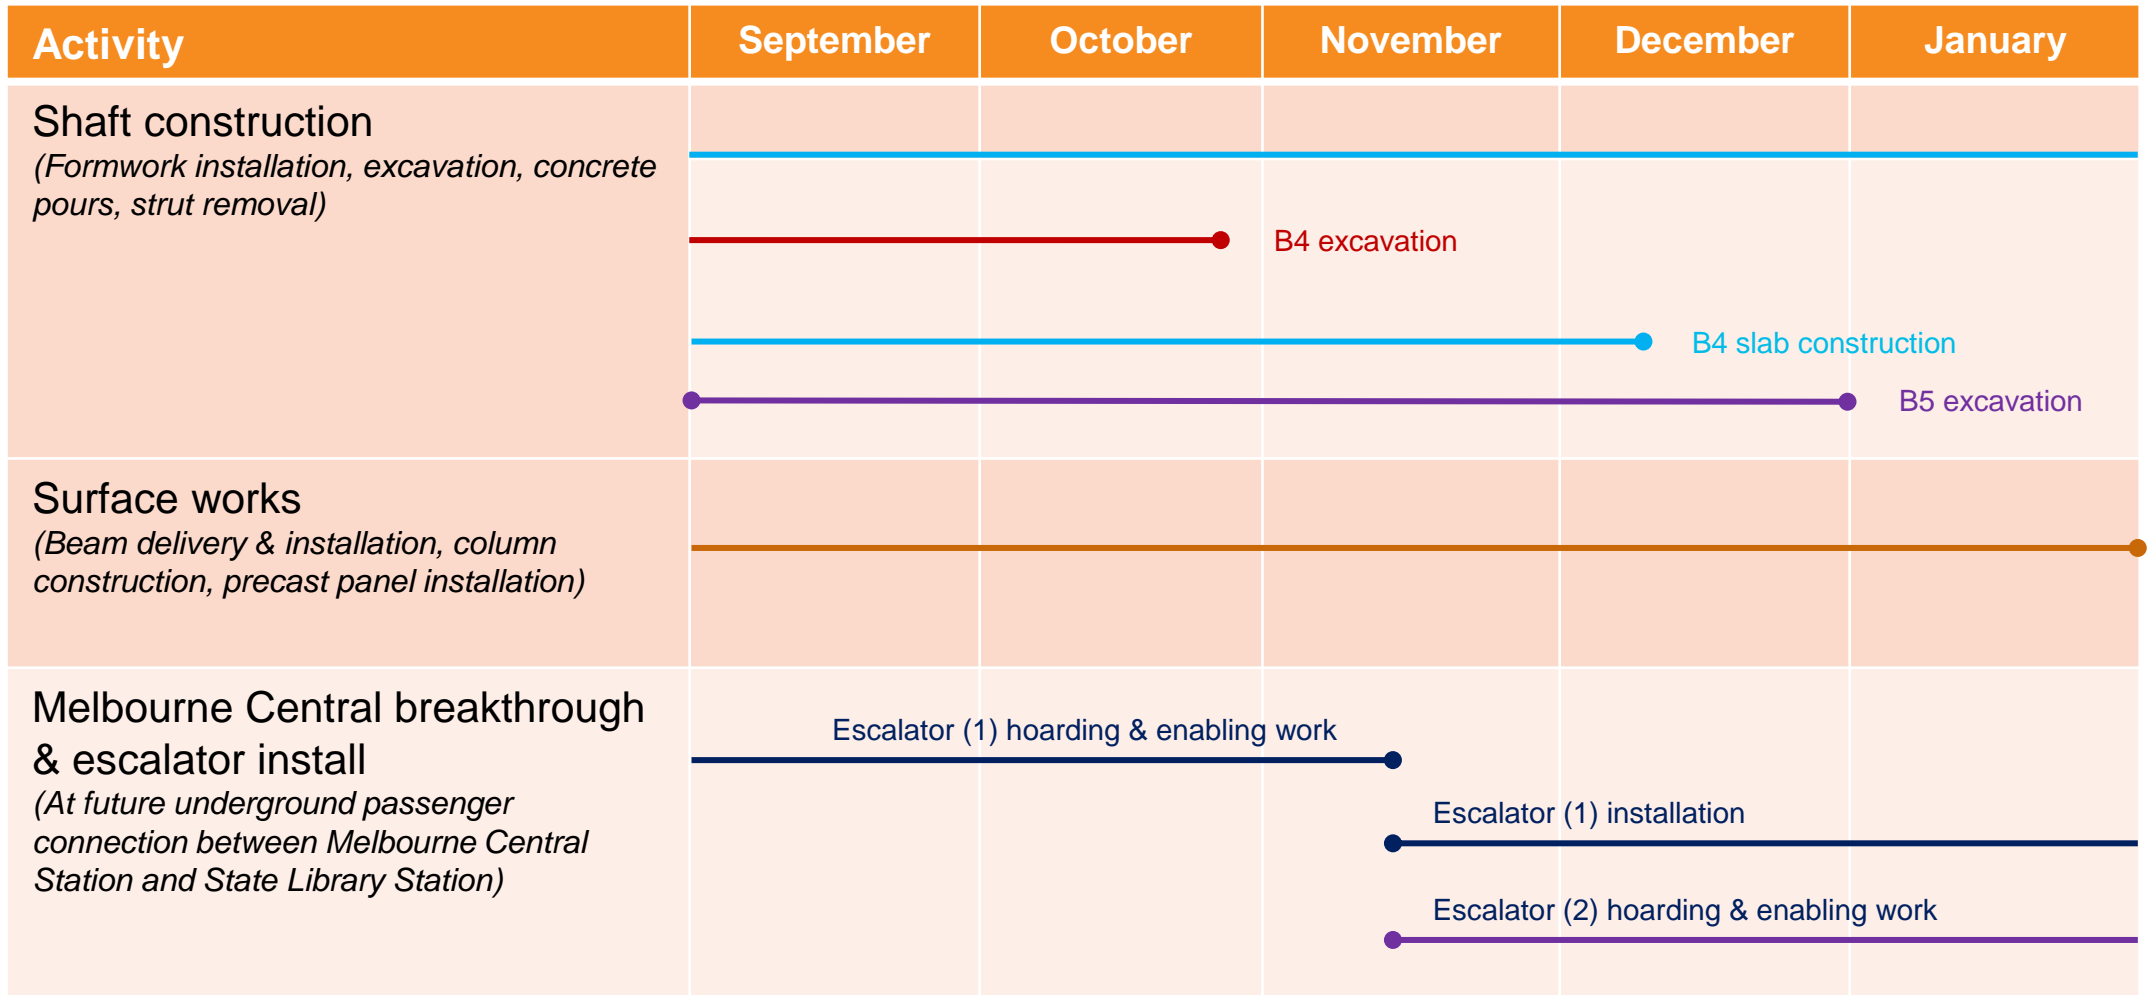 Activity
September
October
November
December
January
Shaft construction
(Formwork installation, excavation, concrete
pours, strut removal)
B4 excavation
B4 slab construction
B5 excavation
Surface works
(Beam delivery & installation, column
construction, precast panel installation)
Melbourne Central breakthrough
& escalator install
(At future underground passenger
connection between Melbourne Central
Station and State Library Station)
Escalator (1) hoarding & enabling work
Escalator (1) installation
Escalator (2) hoarding & enabling work